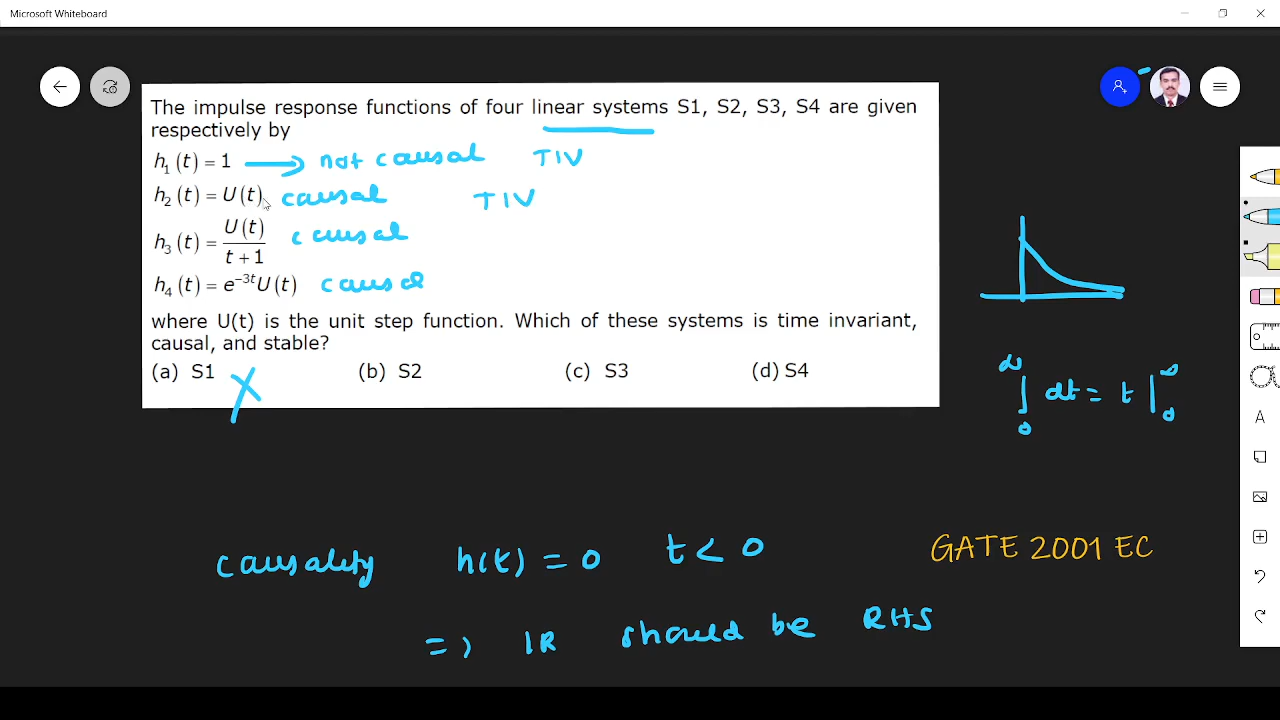 Microsoft Whiteboard
The impulse response functions of four linear systems S1, S2, S3, S4 are given
respectively by
h₁(t) = 1 → not causal TIV
h₂(t) = U(t) causal TIV
h₃(t) = U(t)/(t+1) causal
h₄(t) = e⁻³ᵗU(t) causal
where U(t) is the unit step function. Which of these systems is time invariant,
causal, and stable?
(a) S1 (b) S2 (c) S3 (d) S4
∫₀^∞ dt = t |₀^∞
causality h(t) = 0 t < 0
GATE 2001 EC
=> IR should be RHS